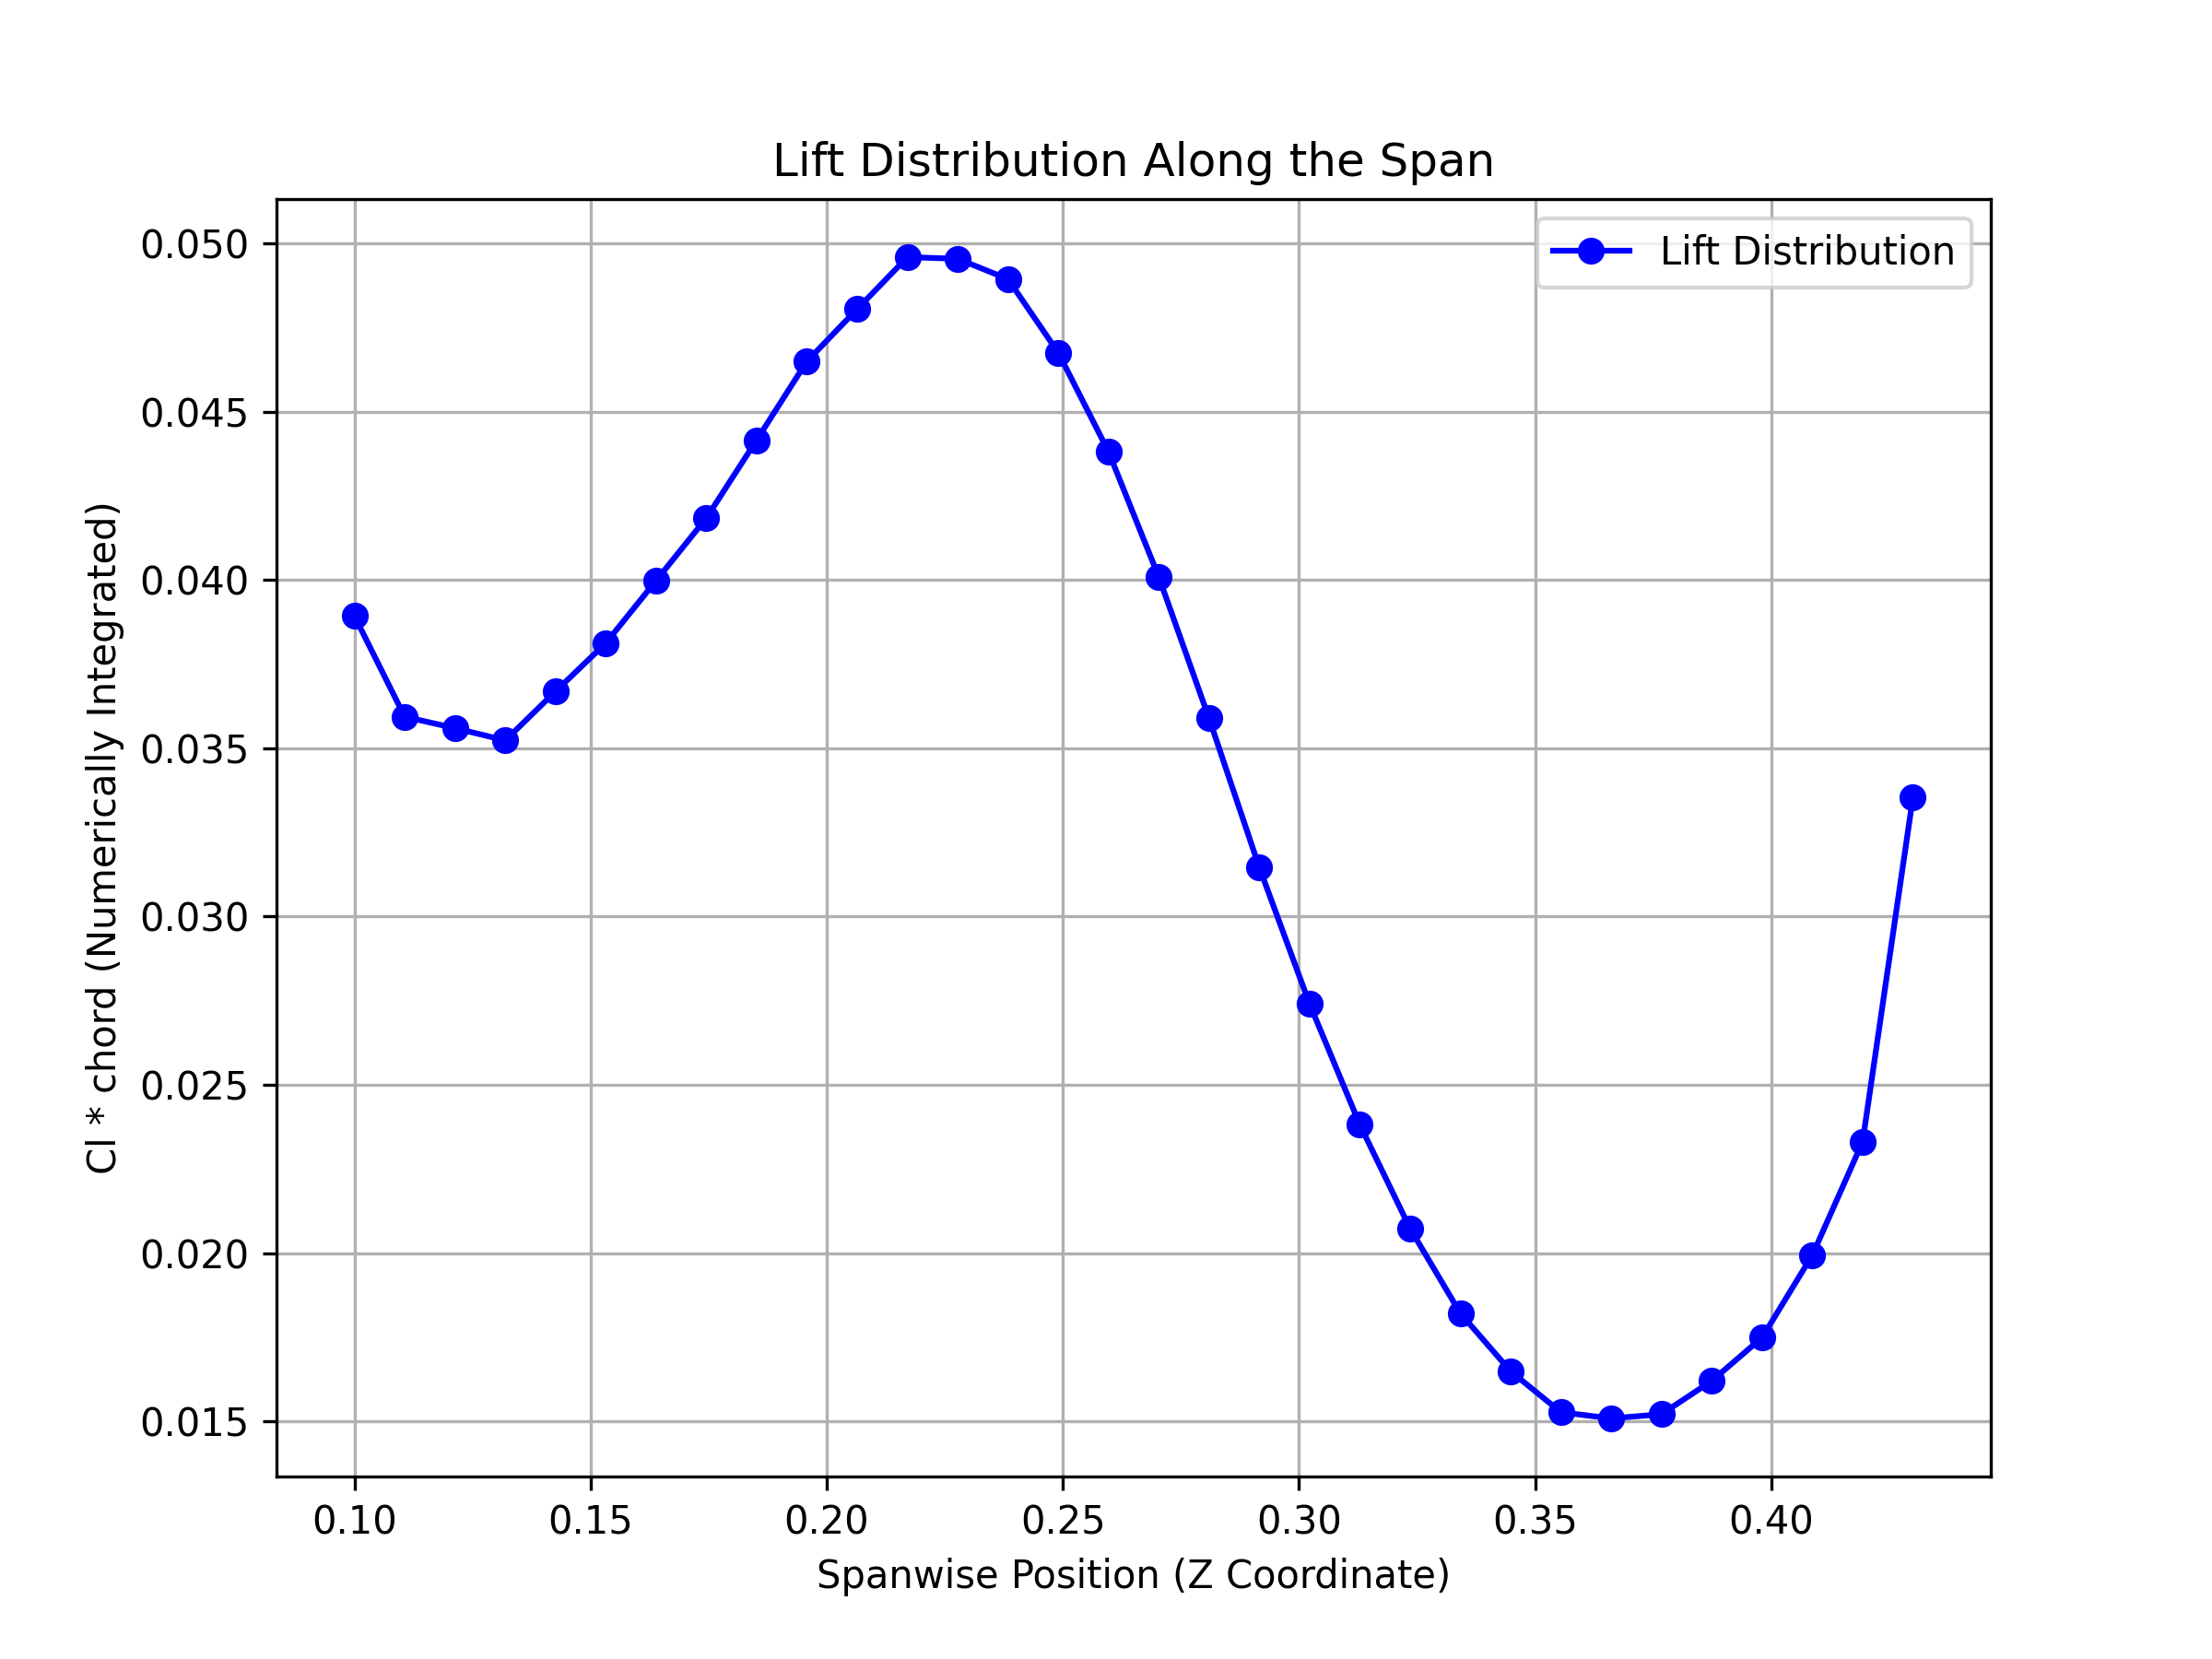 Lift Distribution Along the Span
Lift Distribution
0.050
0.045
0.040
0.035
0.030
0.025
0.020
0.015
Cl * chord (Numerically Integrated)
0.10 0.15 0.20 0.25 0.30 0.35 0.40
Spanwise Position (Z Coordinate)